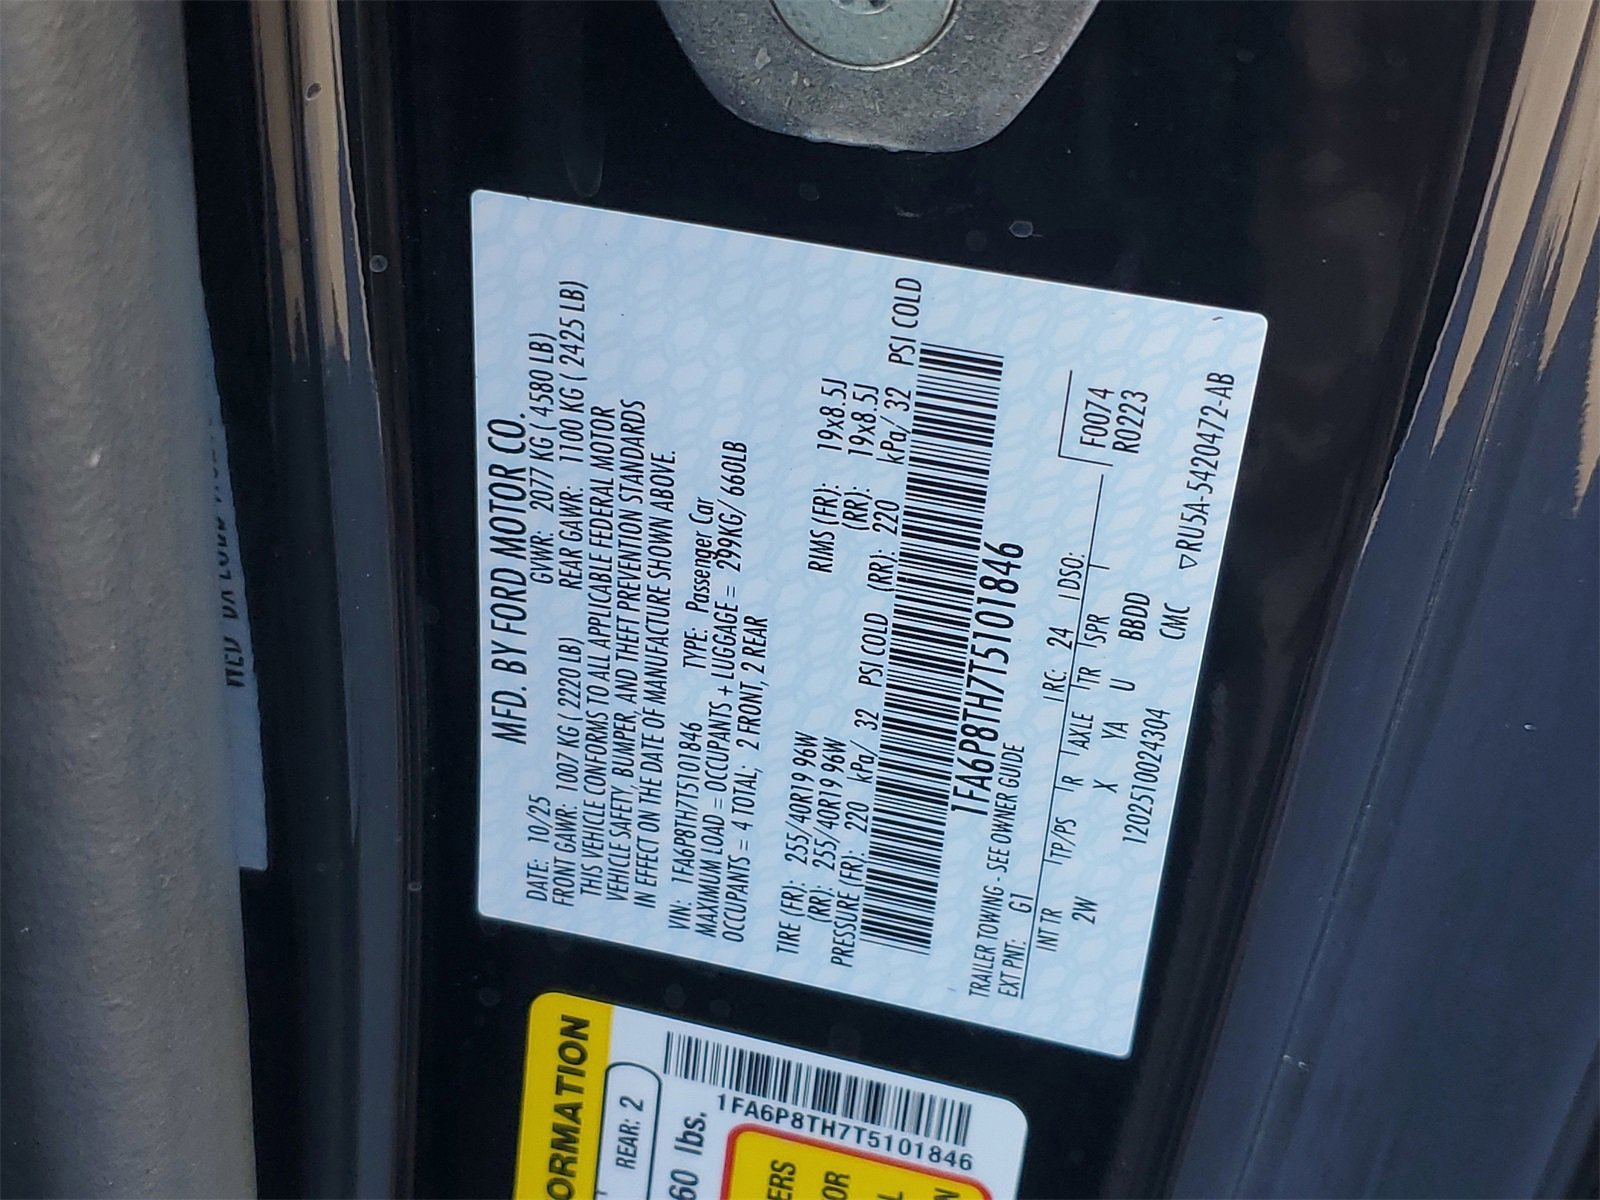 MFD. BY FORD MOTOR CO.
DATE: 10/25 GVWR: 2077 KG ( 4580 LB)
FRONT GAWR: 1007 KG ( 2220 LB) REAR GAWR: 1100 KG ( 2425 LB)
THIS VEHICLE CONFORMS TO ALL APPLICABLE FEDERAL MOTOR
VEHICLE SAFETY, BUMPER, AND THEFT PREVENTION STANDARDS
IN EFFECT ON THE DATE OF MANUFACTURE SHOWN ABOVE.
VIN: 1FA6P8TH7T5101846 TYPE: Passenger Car
MAXIMUM LOAD = OCCUPANTS + LUGGAGE = 299KG/ 660LB
OCCUPANTS = 4 TOTAL; 2 FRONT, 2 REAR
TIRE (FR): 255/40R19 96W RIMS (FR): 19x8.5J
(RR): 255/40R19 96W (RR): 19x8.5J
PRESSURE (FR): 220 kPa/ 32 PSI COLD (RR): 220 kPa/ 32 PSI COLD
1FA6P8TH7T5101846
TRAILER TOWING - SEE OWNER GUIDE
EXT PNT: G1 RC: 24 DSO: F0074
R0223
INT TR TP/PS R AXLE TR SPR
2W X YA U BBDD
1202510024304 CMC ▽RU5A-5420472-AB
ORMATION
REAR: 2
60 lbs.
1FA6P8TH7T5101846
ERS
OR